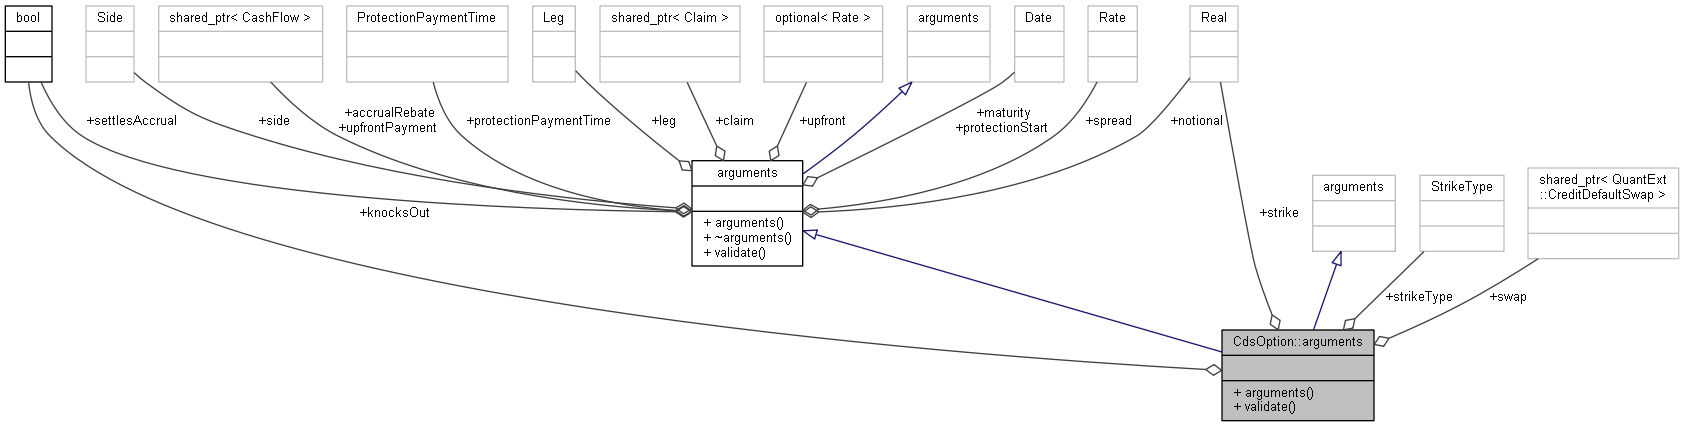 bool
Side
shared_ptr< CashFlow >
ProtectionPaymentTime
Leg
shared_ptr< Claim >
optional< Rate >
arguments
Date
Rate
Real
+settlesAccrual
+side
+accrualRebate
+upfrontPayment
+protectionPaymentTime
+leg
+claim
+upfront
+maturity
+protectionStart
+spread
+notional
arguments
+ arguments()
+ ~arguments()
+ validate()
+knocksOut
+strike
arguments
StrikeType
shared_ptr< QuantExt
::CreditDefaultSwap >
+strikeType
+swap
CdsOption::arguments
+ arguments()
+ validate()